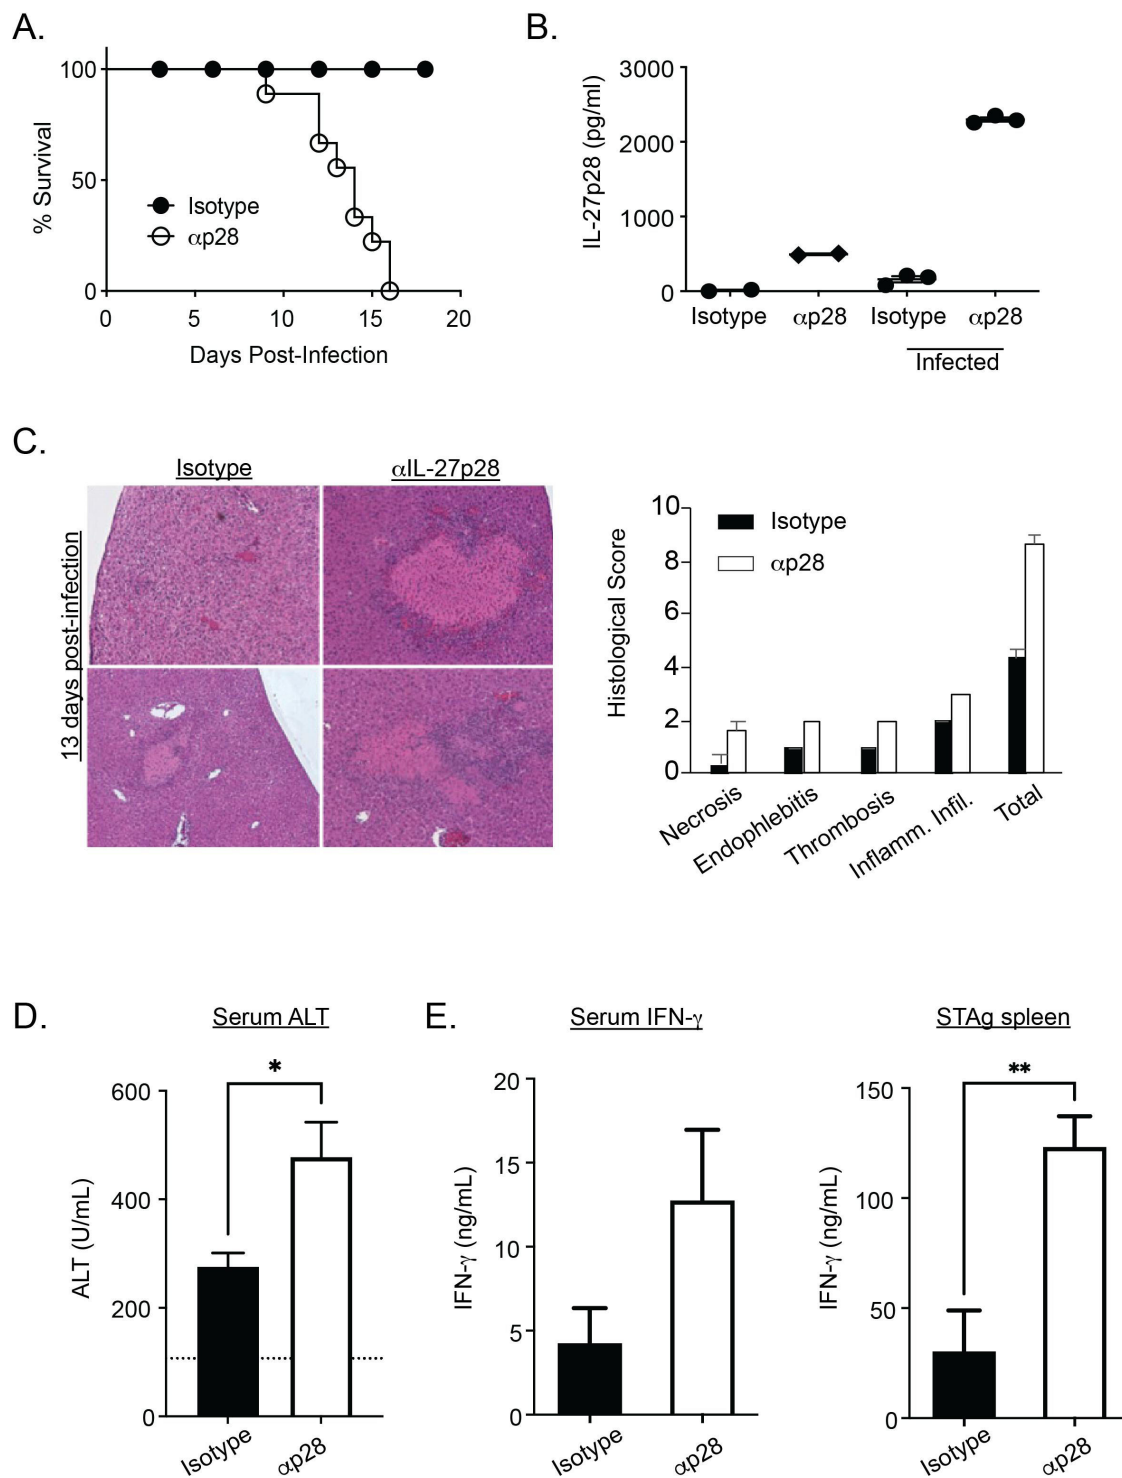 A.
100
50
0
% Survival
Isotype
αp28
0 5 10 15 20
Days Post-Infection
B.
3000
2000
1000
0
IL-27p28 (pg/ml)
Isotype αp28 Isotype αp28
Infected
C.
Isotype αIL-27p28
13 days post-infection
10
8
6
4
2
0
Histological Score
Isotype
αp28
Necrosis
Endophlebitis
Thrombosis
Inflamm. Infil.
Total
D.
Serum ALT
*
600
400
200
0
ALT (U/mL)
Isotype
αp28
E.
Serum IFN-γ
20
15
10
5
0
IFN-γ (ng/mL)
Isotype
αp28
STAg spleen
**
150
100
50
0
IFN-γ (ng/mL)
Isotype
αp28